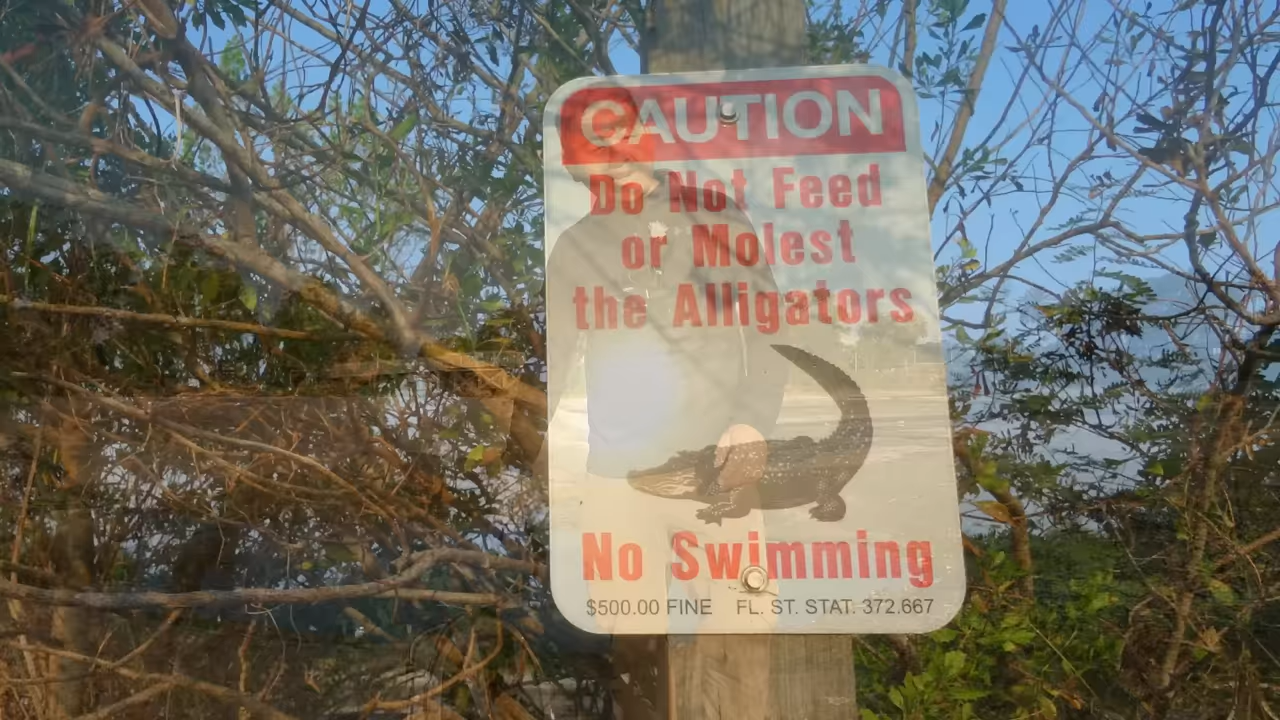 CAUTION
Do Not Feed
or Molest
the Alligators
No Swimming
$500.00 FINE FL. ST. STAT. 372.667